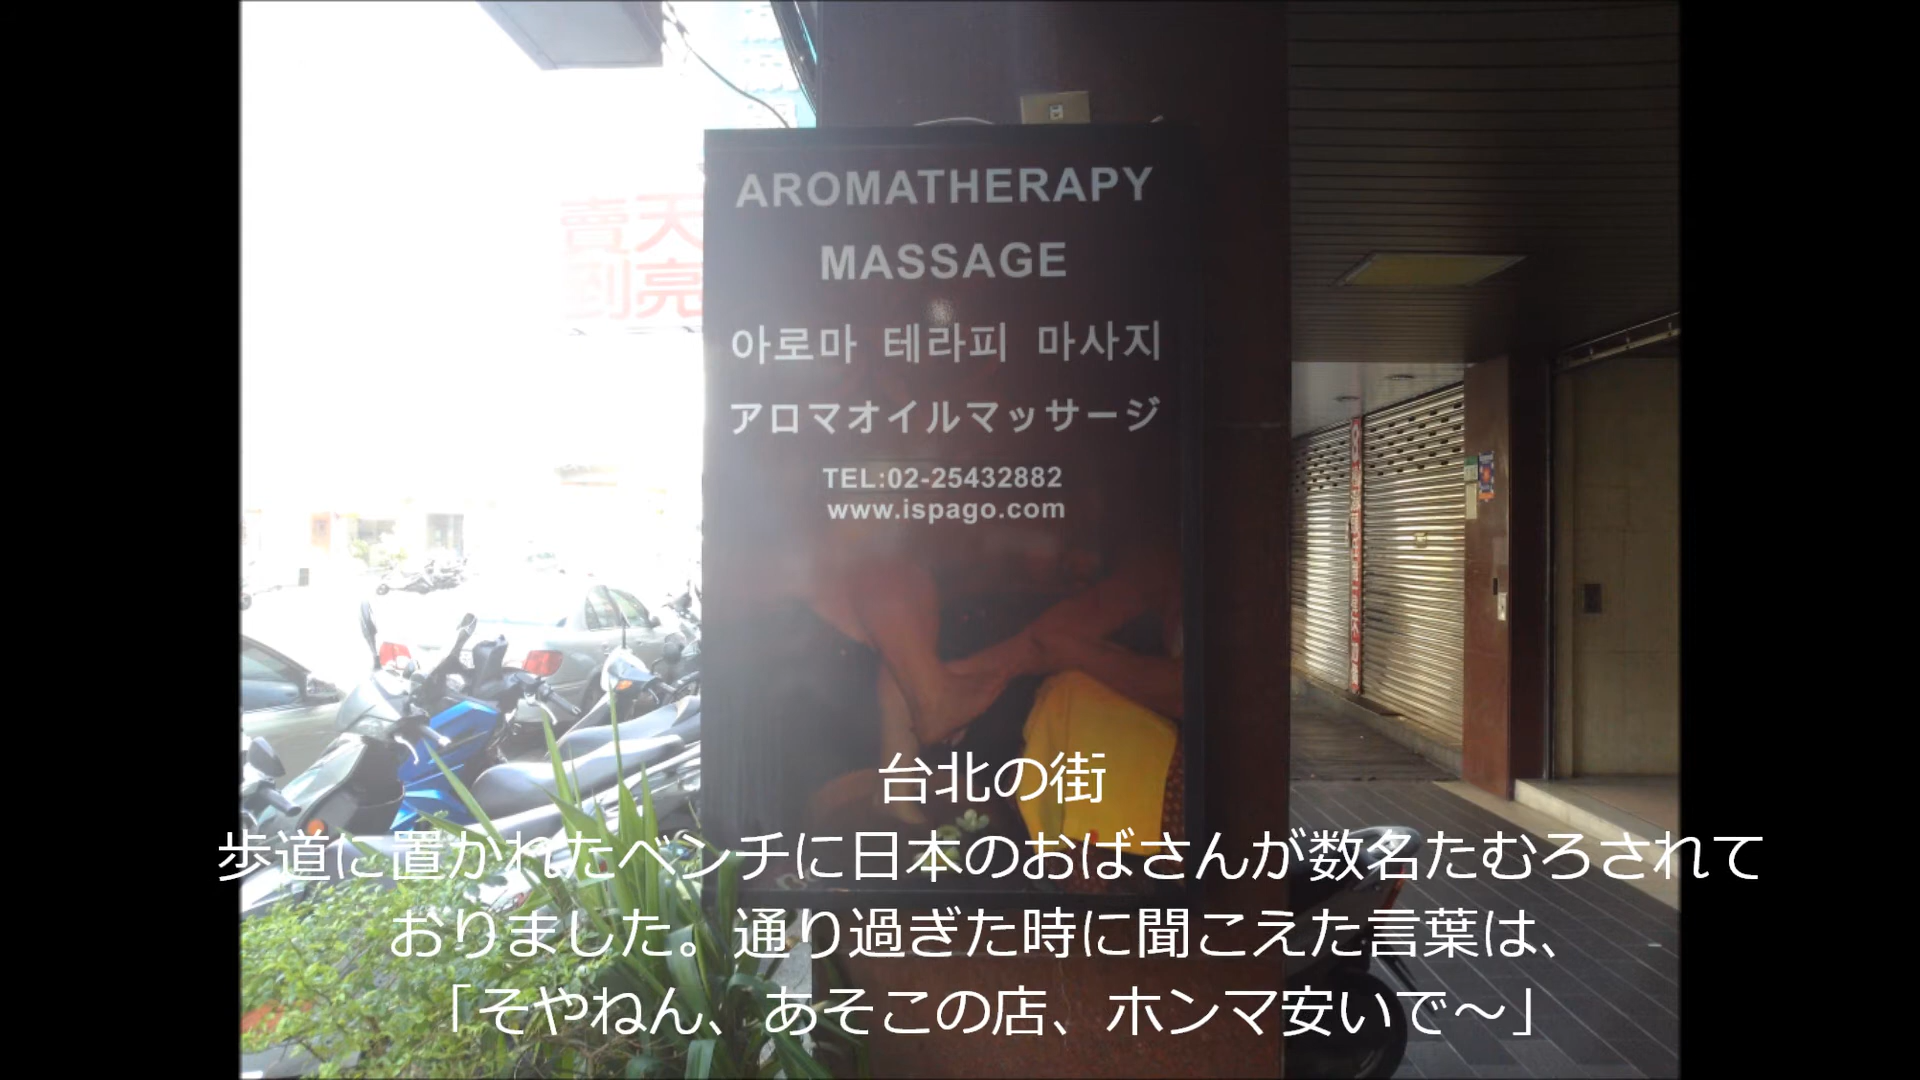 賣天
到亮
AROMATHERAPY
MASSAGE
아로마 테라피 마사지
アロマオイルマッサージ
TEL:02-25432882
www.ispago.com
台北の街
歩道に置かれたベンチに日本のおばさんが数名たむろされて
おりました。通り過ぎた時に聞こえた言葉は、
「そやねん、あそこの店、ホンマ安いで～」